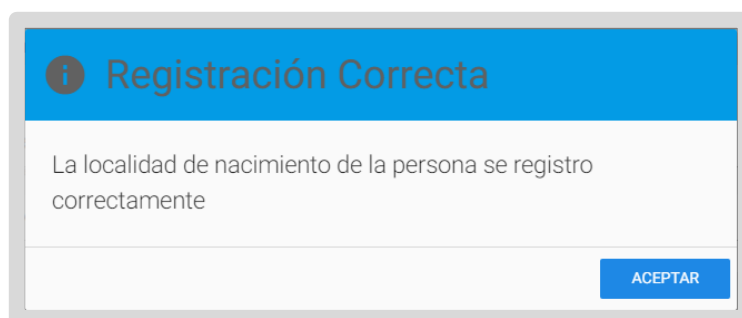 Registración Correcta
La localidad de nacimiento de la persona se registro
correctamente
ACEPTAR